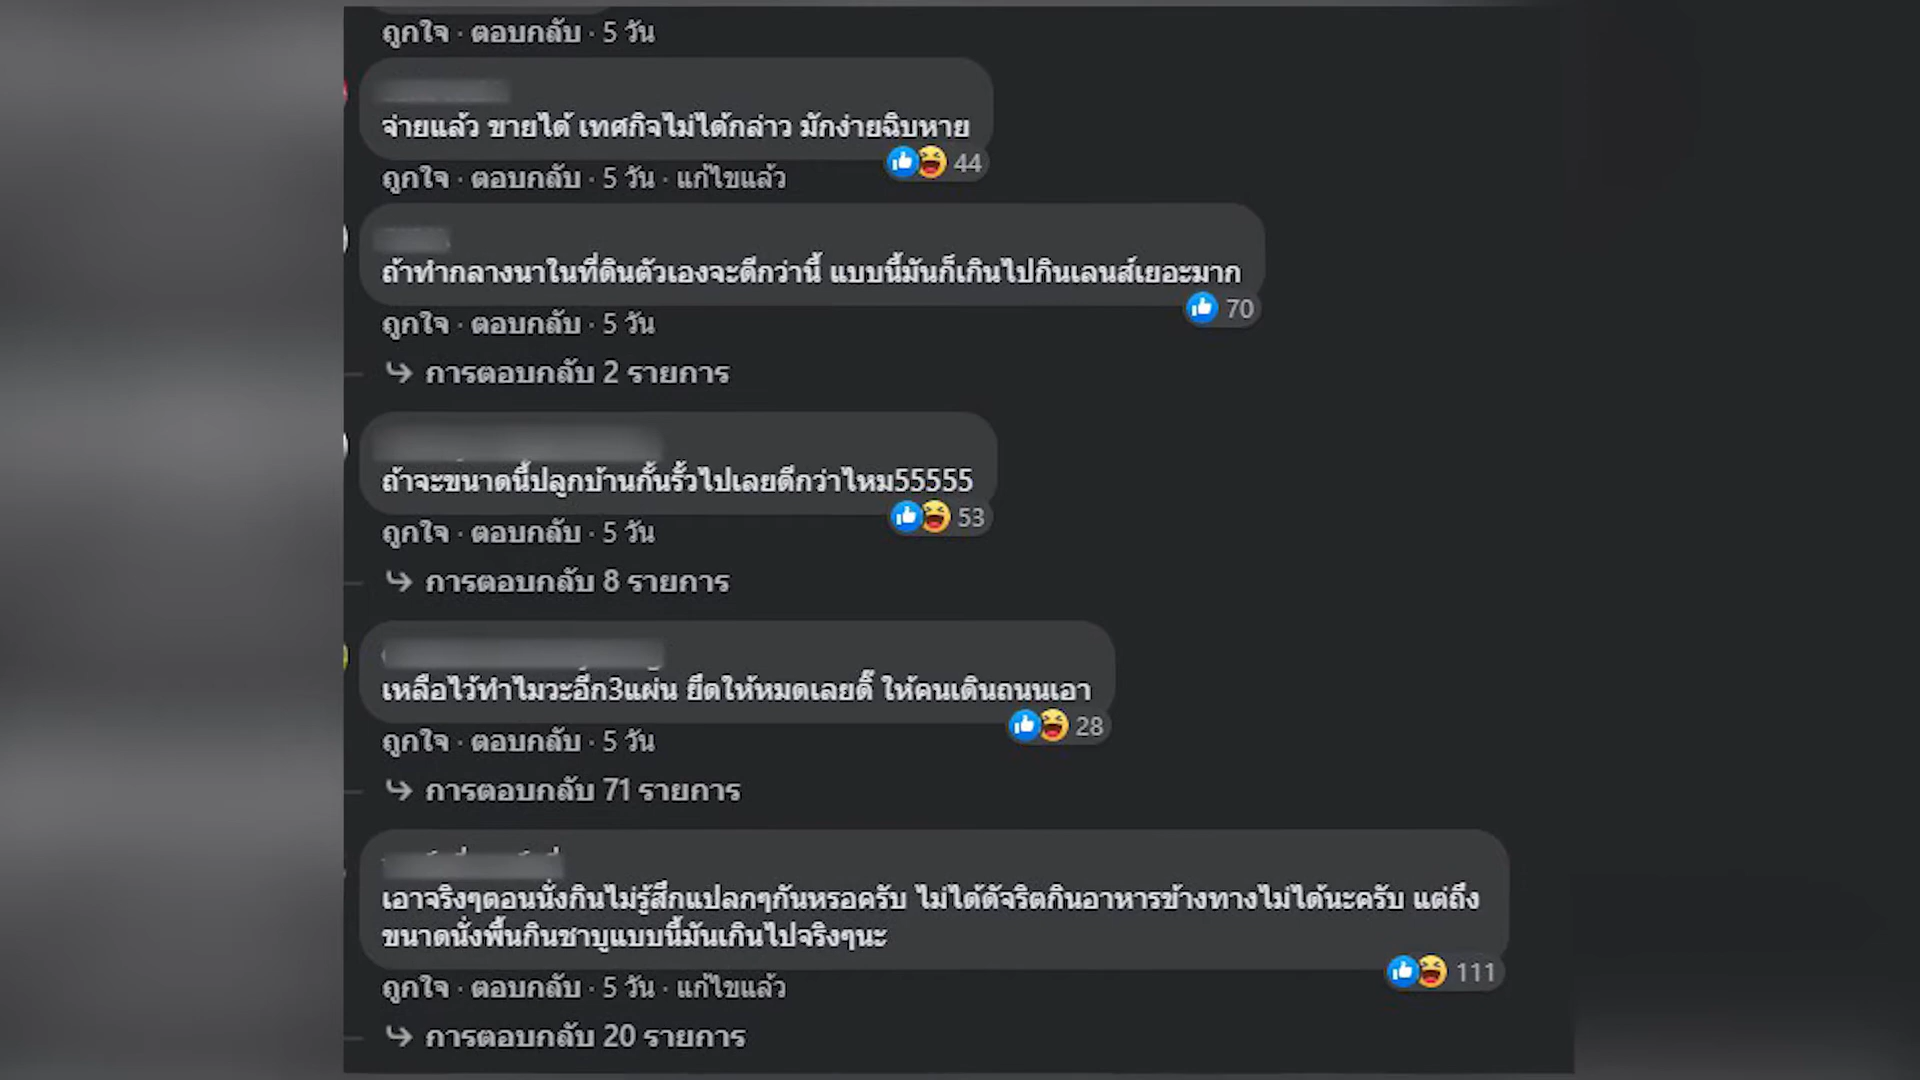 ถูกใจ · ตอบกลับ · 5 วัน
จ่ายแล้ว ขายได้ เทศกิจไม่ได้กล่าว มักง่ายฉิบหาย
44
ถูกใจ · ตอบกลับ · 5 วัน · แก้ไขแล้ว
ถ้าทำกลางนาในที่ดินตัวเองจะดีกว่านี้ แบบนี้มันก็เกินไปกินเลนส์เยอะมาก
70
ถูกใจ · ตอบกลับ · 5 วัน
การตอบกลับ 2 รายการ
ถ้าจะขนาดนี้ปลูกบ้านกั้นรั้วไปเลยดีกว่าไหม55555
53
ถูกใจ · ตอบกลับ · 5 วัน
การตอบกลับ 8 รายการ
เหลือไว้ทำไมวะอีก3แผ่น ยึดให้หมดเลยดิ๊ ให้คนเดินถนนเอา
28
ถูกใจ · ตอบกลับ · 5 วัน
การตอบกลับ 71 รายการ
เอาจริงๆตอนนั่งกินไม่รู้สึกแปลกๆกันหรอครับ ไม่ได้ดัจริตกินอาหารข้างทางไม่ได้นะครับ แต่ถึง
ขนาดนั่งพื้นกินชาบูแบบนี้มันเกินไปจริงๆนะ
111
ถูกใจ · ตอบกลับ · 5 วัน · แก้ไขแล้ว
การตอบกลับ 20 รายการ